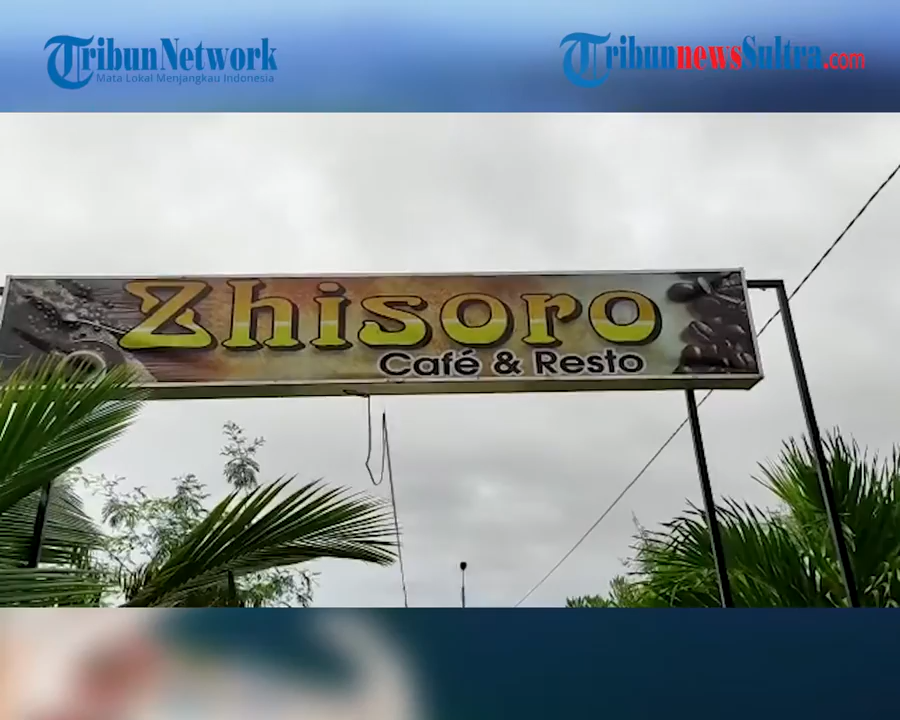 TribunNetwork
Mata Lokal Menjangkau Indonesia
TribunnewsSultra.com
Zhisoro
Café & Resto